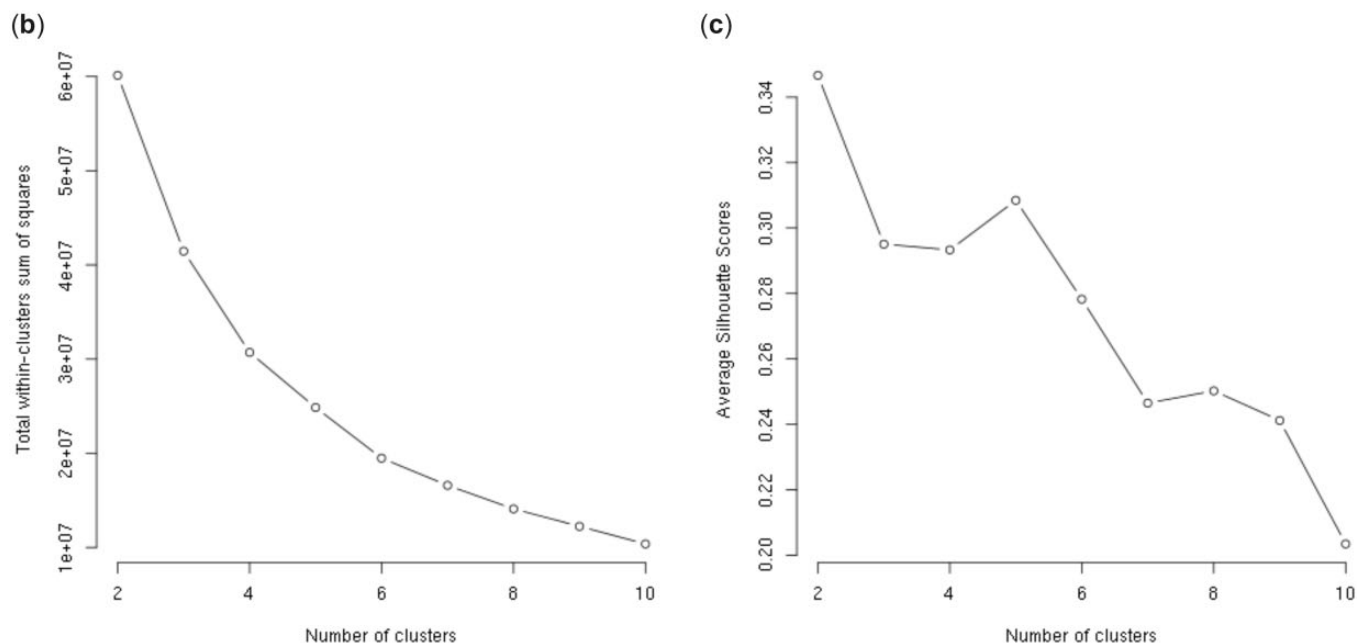 (b)
Total within-clusters sum of squares
6e+07
5e+07
4e+07
3e+07
2e+07
1e+07
2
4
6
8
10
Number of clusters
(c)
Average Silhouette Scores
0.34
0.32
0.30
0.28
0.26
0.24
0.22
0.20
2
4
6
8
10
Number of clusters